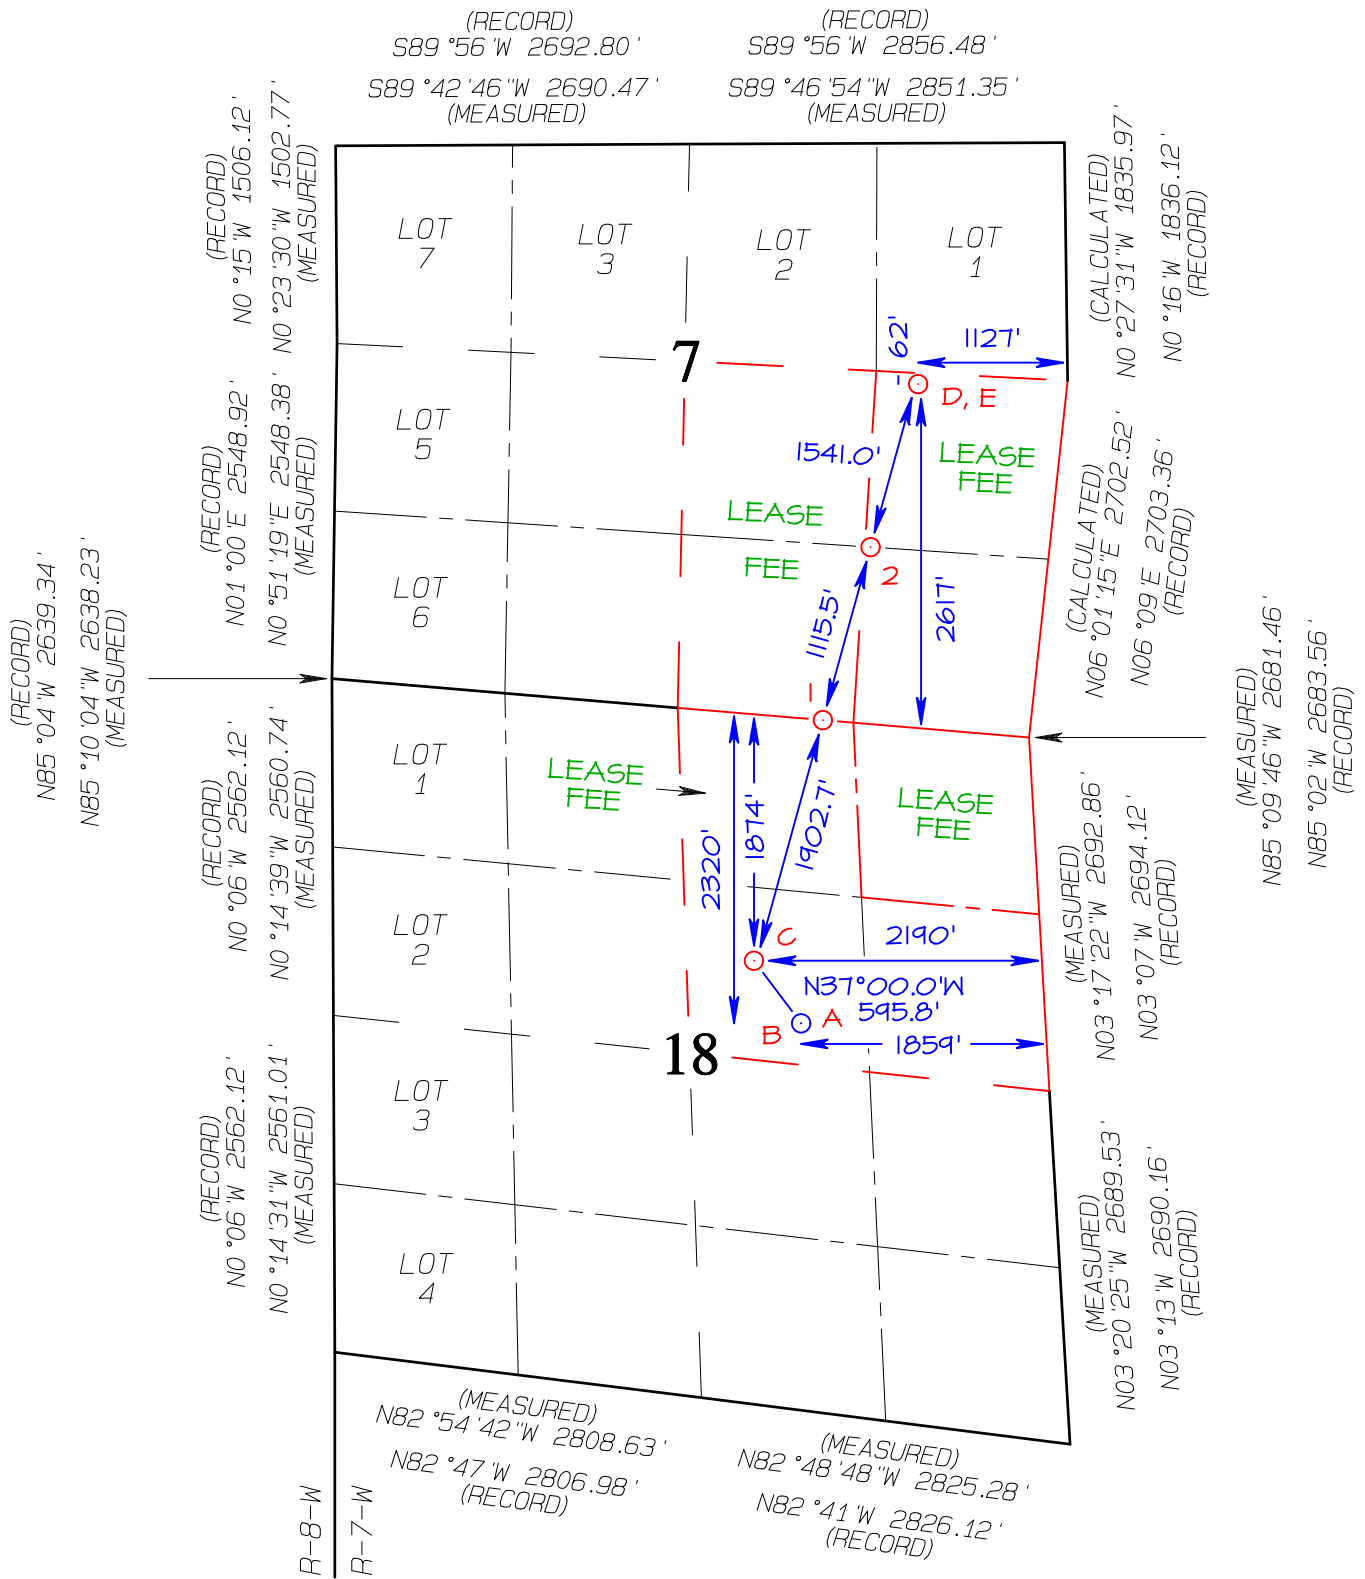 (RECORD)
S89°56'W 2692.80'
S89°42'46"W 2690.47'
(MEASURED)
(RECORD)
S89°56'W 2856.48'
S89°46'54"W 2851.35'
(MEASURED)
(RECORD)
N0°15'W 1506.12'
N0°23'30"W 1502.77'
(MEASURED)
(CALCULATED)
N0°27'31"W 1835.97'
N0°16'W 1836.12'
(RECORD)
LOT
7
LOT
3
LOT
2
LOT
1
7
62'
1127'
D, E
(RECORD)
N01°00'E 2548.92'
N0°51'19"E 2548.38'
(MEASURED)
LOT
5
1541.0'
LEASE
FEE
LEASE
FEE
2
(CALCULATED)
N06°01'15"E 2702.52'
N06°09'E 2703.36'
(RECORD)
LOT
6
1115.5'
2617'
1
(RECORD)
N85°04'W 2639.34'
N85°10'04"W 2638.23'
(MEASURED)
(MEASURED)
N85°09'46"W 2681.46'
N85°02'W 2683.56'
(RECORD)
(RECORD)
N0°06'W 2562.12'
N0°14'39"W 2560.74'
(MEASURED)
LOT
1
LEASE
FEE
2320'
1874'
1902.7'
LEASE
FEE
(MEASURED)
N03°17'22"W 2692.86'
N03°07'W 2694.12'
(RECORD)
LOT
2
C
2190'
N37°00.0'W
595.8'
B
A
1859'
18
(RECORD)
N0°06'W 2562.12'
N0°14'31"W 2561.01'
(MEASURED)
LOT
3
LOT
4
(MEASURED)
N03°20'25"W 2689.53'
N03°13'W 2690.16'
(RECORD)
(MEASURED)
N82°54'42"W 2808.63'
N82°47'W 2806.98'
(RECORD)
(MEASURED)
N82°48'48"W 2825.28'
N82°41'W 2826.12'
(RECORD)
R-8-W
R-7-W